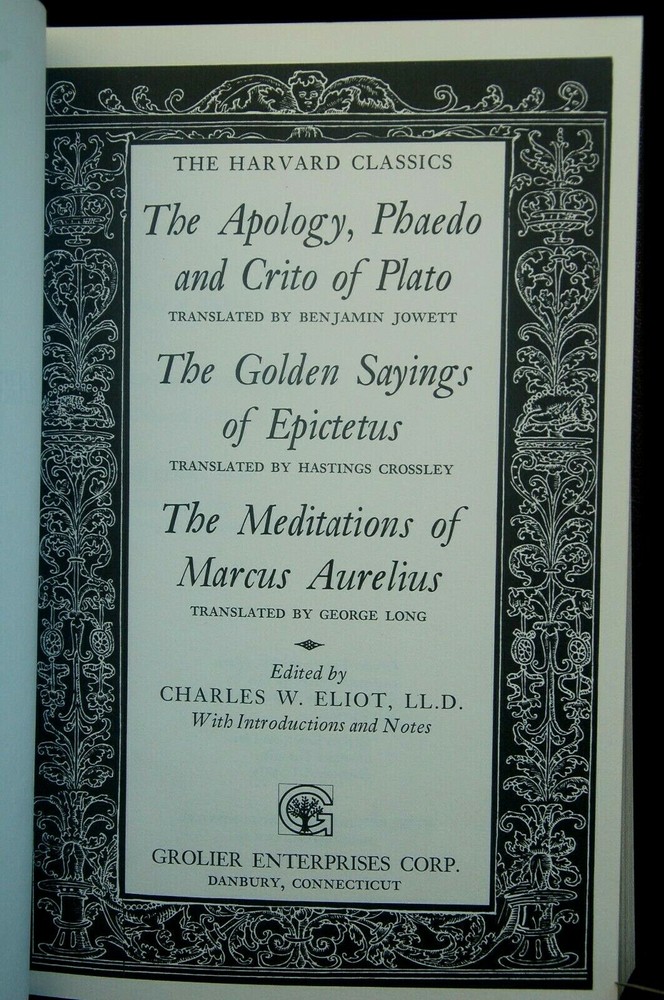 THE HARVARD CLASSICS
The Apology, Phaedo
and Crito of Plato
TRANSLATED BY BENJAMIN JOWETT
The Golden Sayings
of Epictetus
TRANSLATED BY HASTINGS CROSSLEY
The Meditations of
Marcus Aurelius
TRANSLATED BY GEORGE LONG
Edited by
CHARLES W. ELIOT, LL.D.
With Introductions and Notes
G
GROLIER ENTERPRISES CORP.
DANBURY, CONNECTICUT